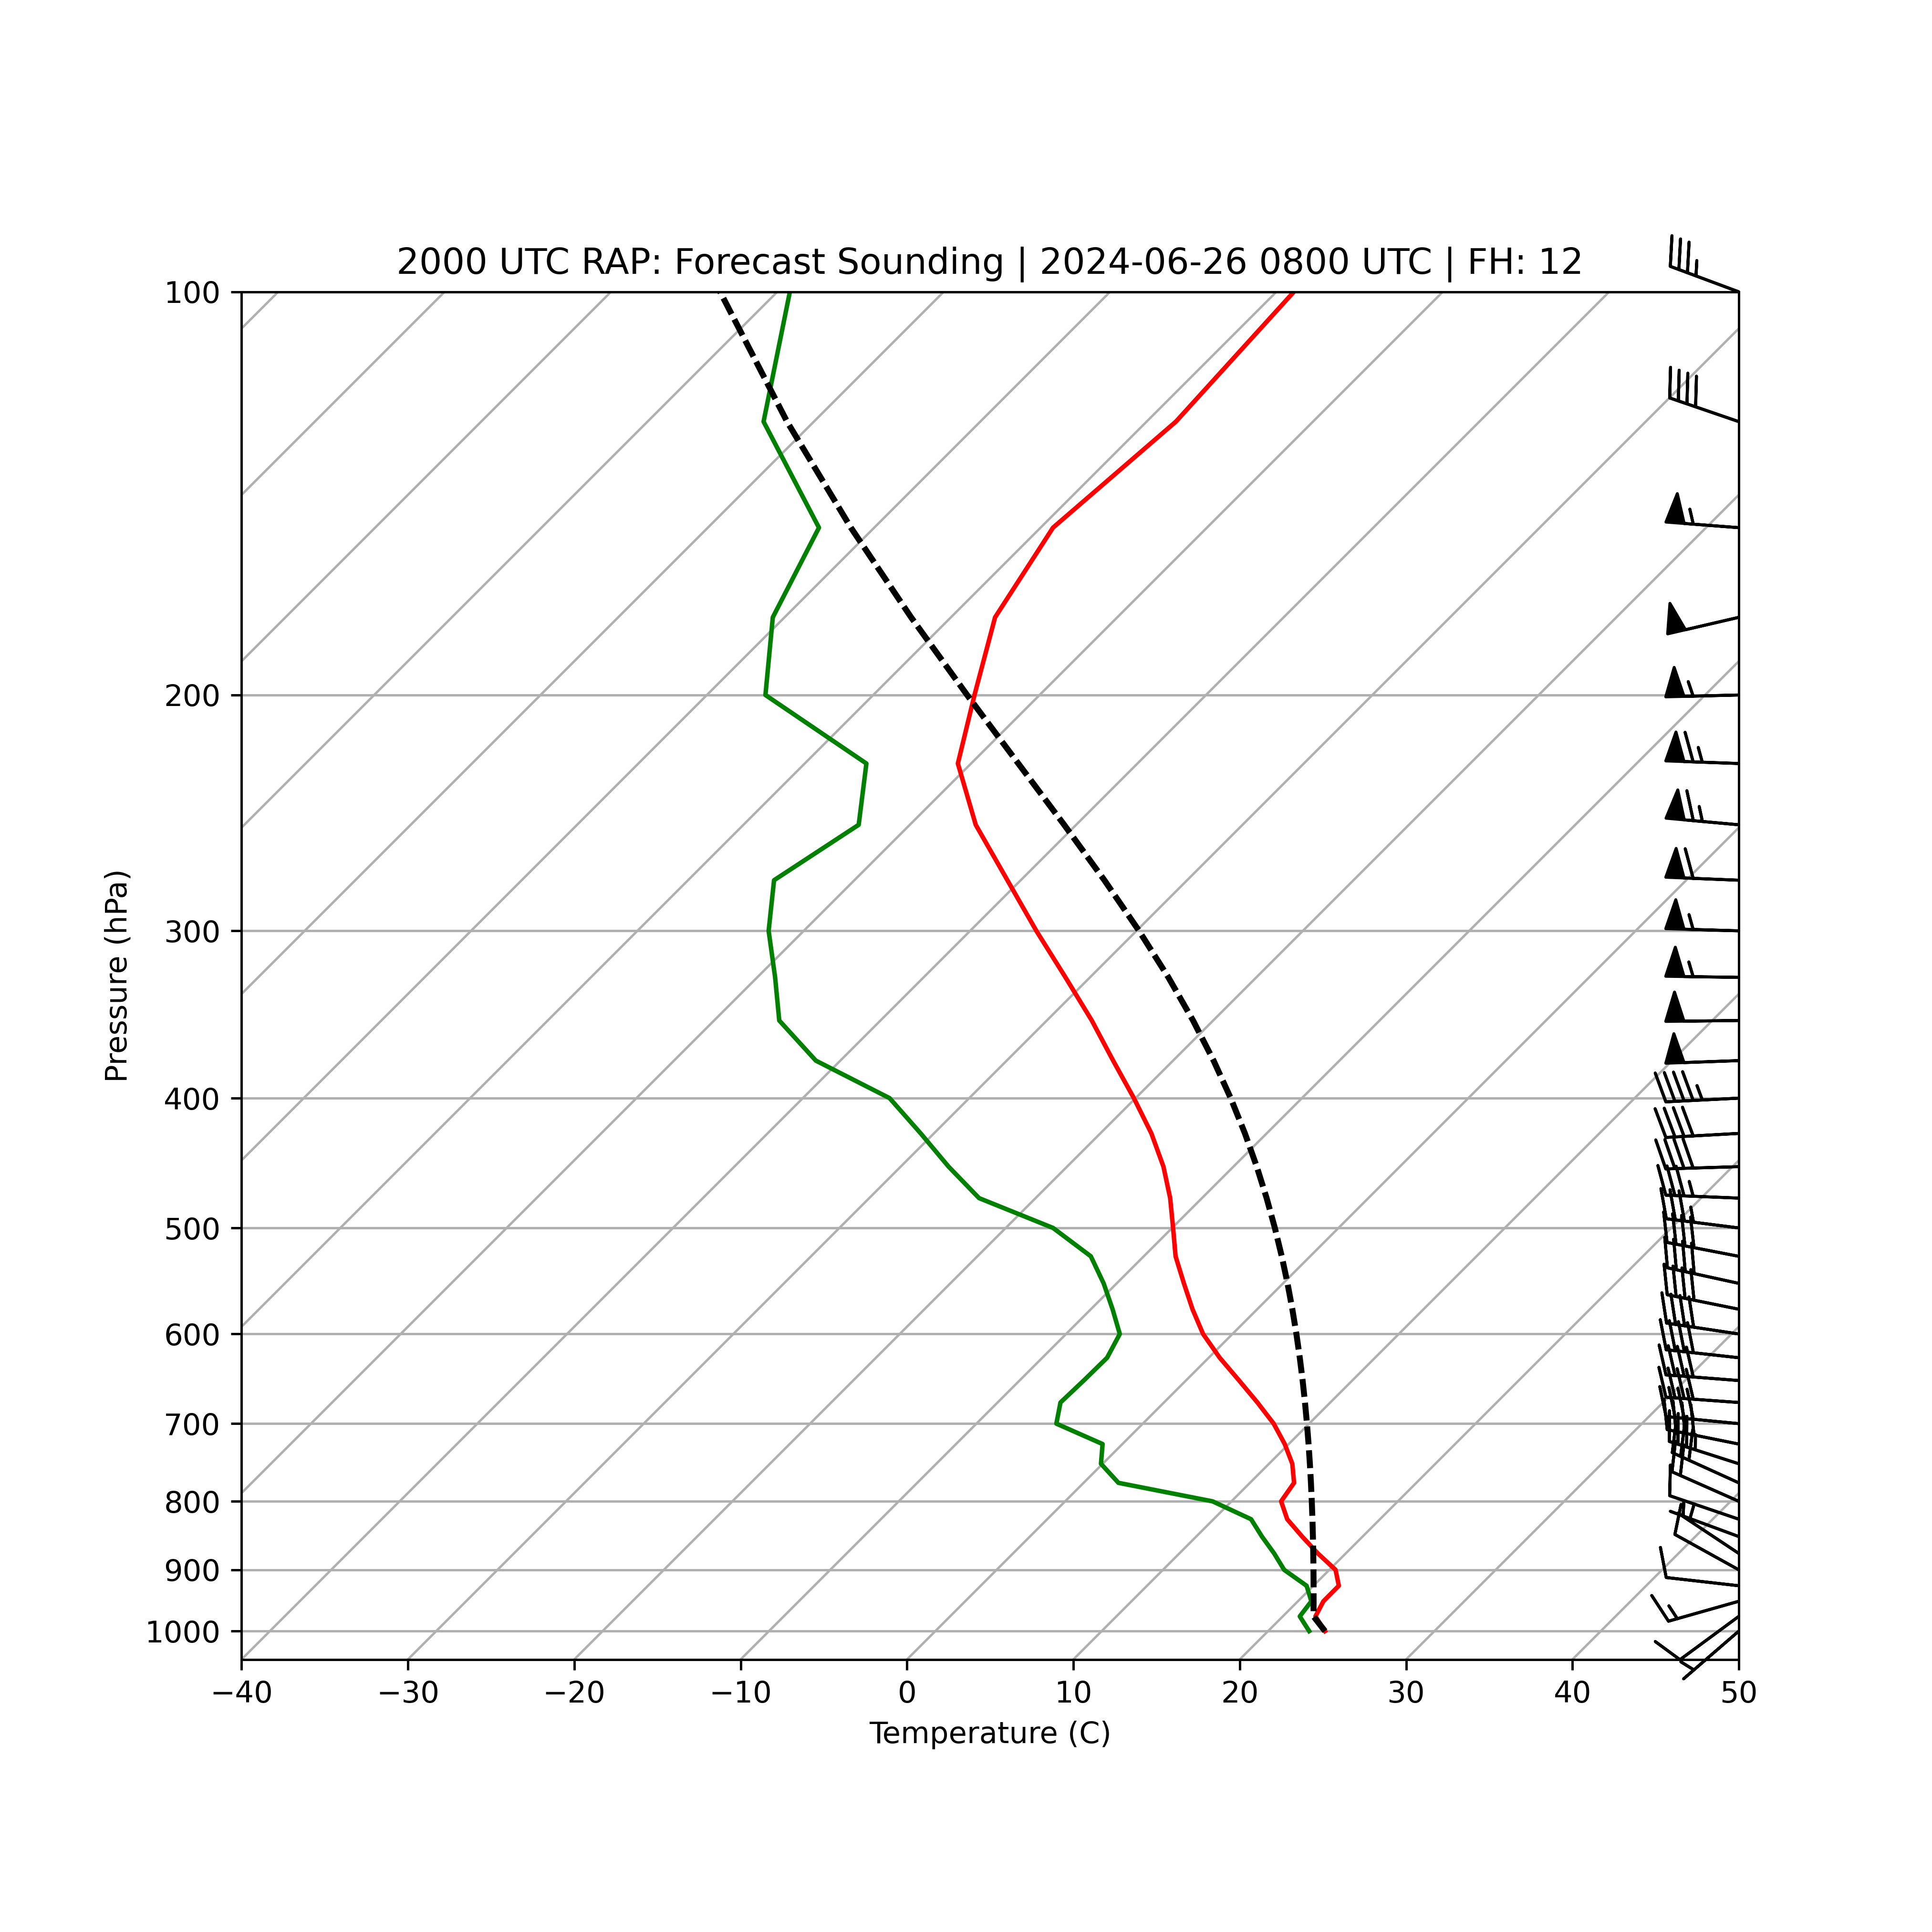 2000 UTC RAP: Forecast Sounding | 2024-06-26 0800 UTC | FH: 12
100
200
300
400
500
600
700
800
900
1000
Pressure (hPa)
−40 −30 −20 −10 0 10 20 30 40 50
Temperature (C)